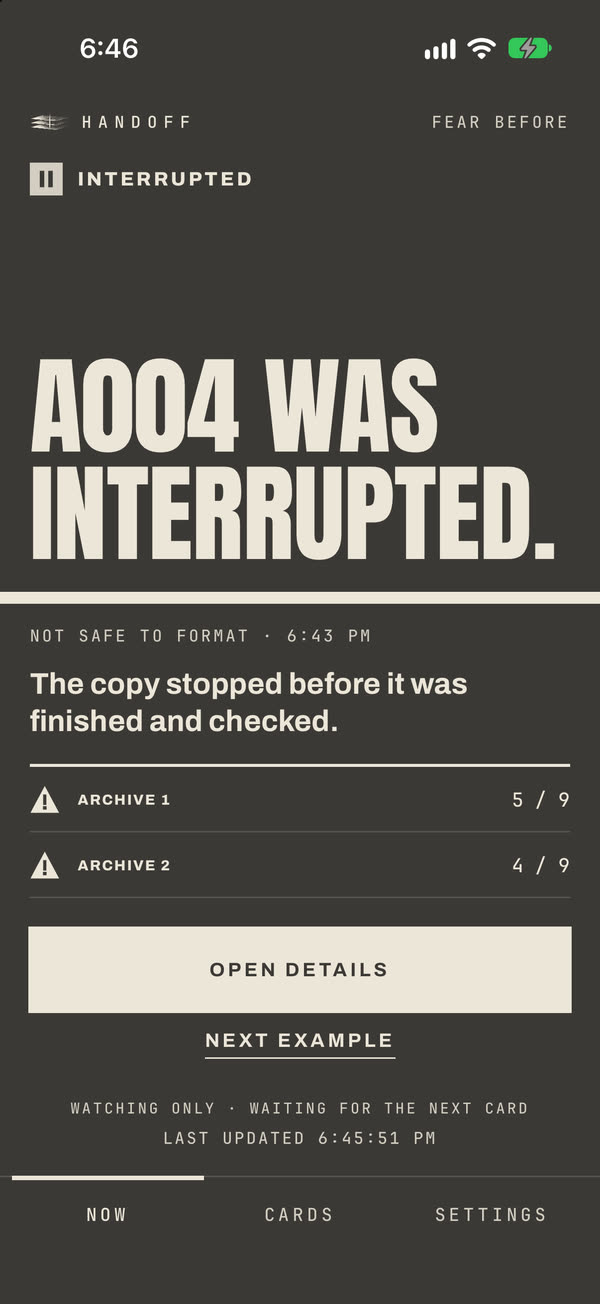 6:46
HANDOFF
FEAR BEFORE
INTERRUPTED
A004 WAS
INTERRUPTED.
NOT SAFE TO FORMAT · 6:43 PM
The copy stopped before it was
finished and checked.
ARCHIVE 1 5 / 9
ARCHIVE 2 4 / 9
OPEN DETAILS
NEXT EXAMPLE
WATCHING ONLY · WAITING FOR THE NEXT CARD
LAST UPDATED 6:45:51 PM
NOW CARDS SETTINGS